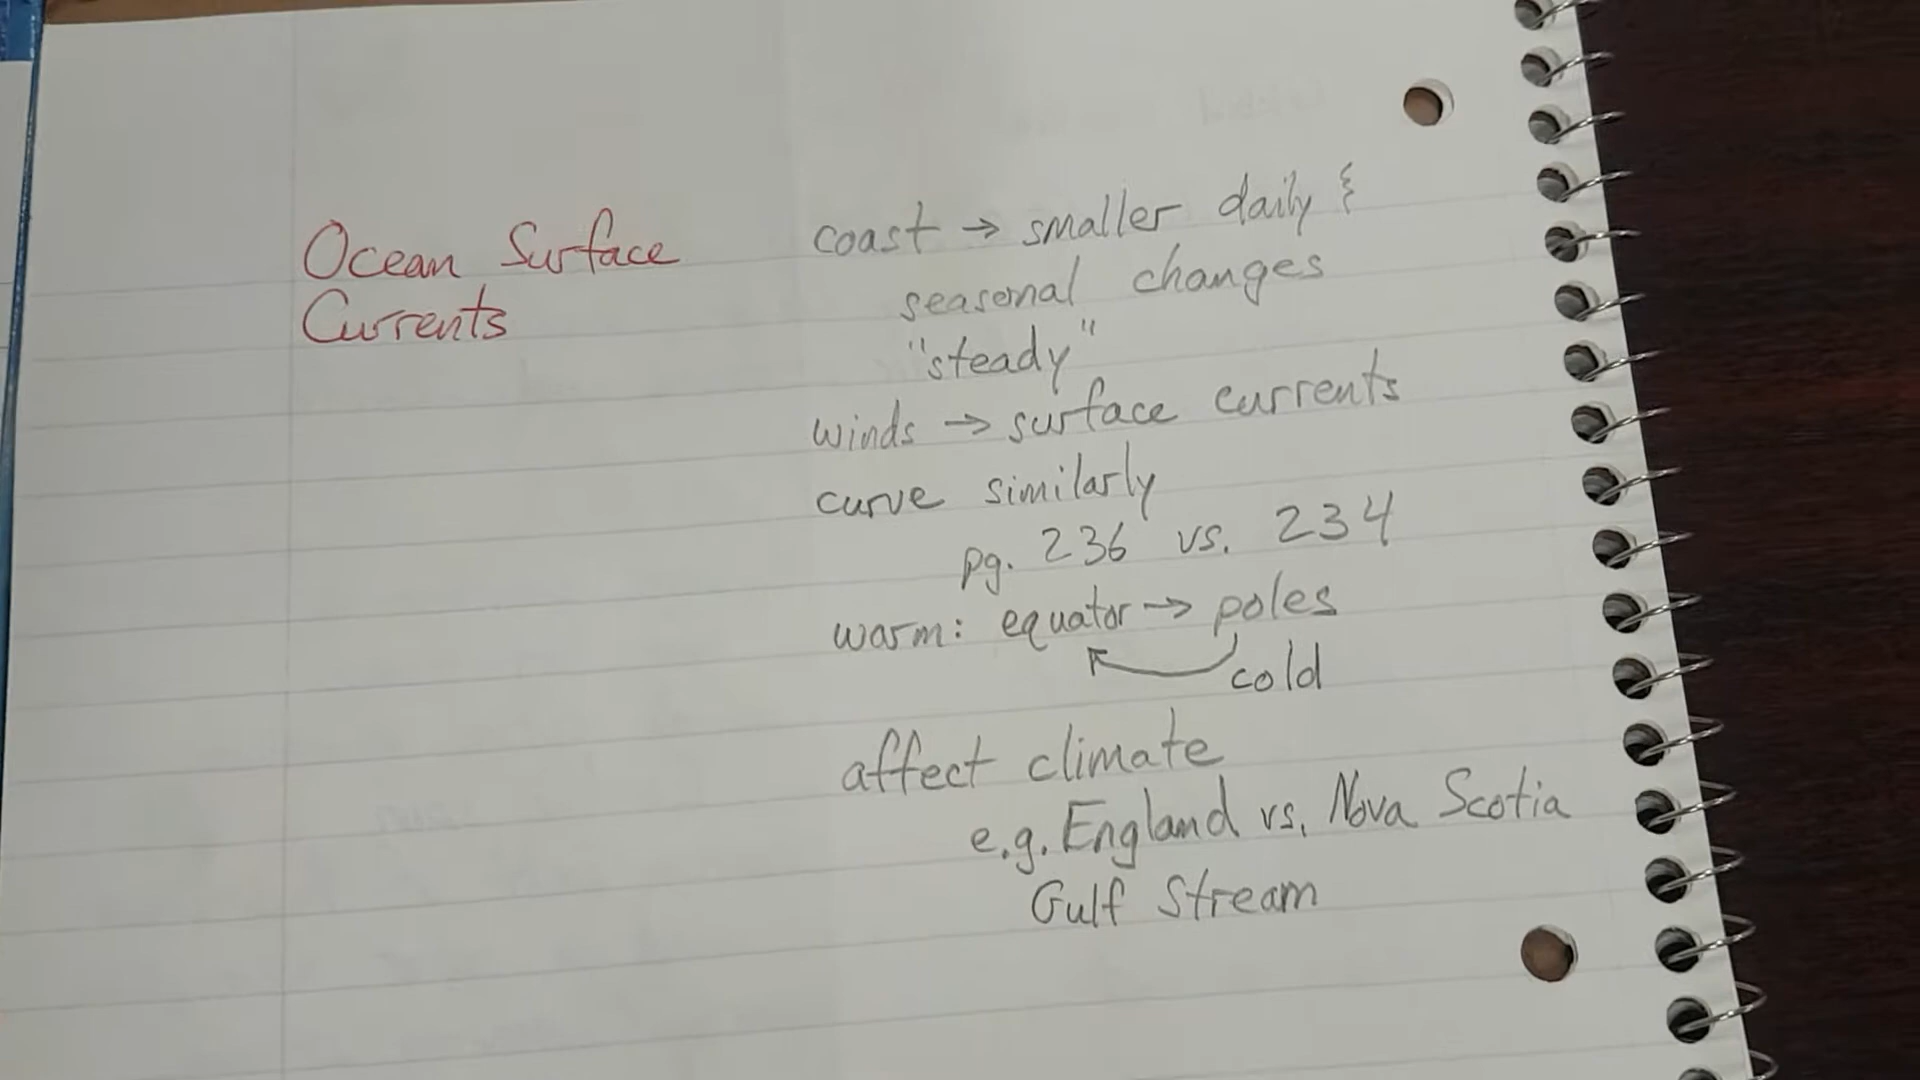 Ocean Surface
Currents
coast → smaller daily &
seasonal changes
"steady"
winds → surface currents
curve similarly
pg. 236 vs. 234
warm: equator → poles
cold
affect climate
e.g. England vs. Nova Scotia
Gulf Stream